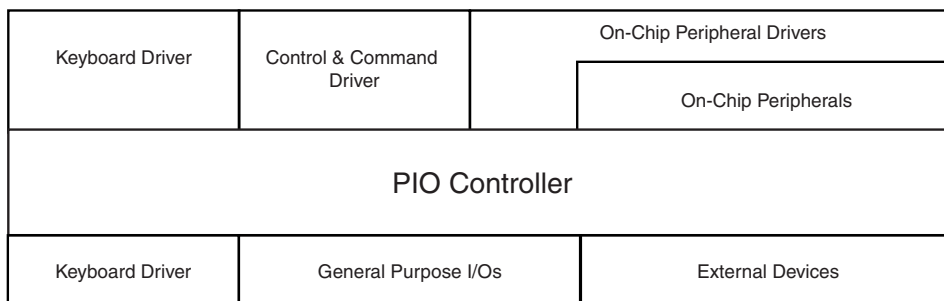 Keyboard Driver
Control & Command
Driver
On-Chip Peripheral Drivers
On-Chip Peripherals
PIO Controller
Keyboard Driver
General Purpose I/Os
External Devices